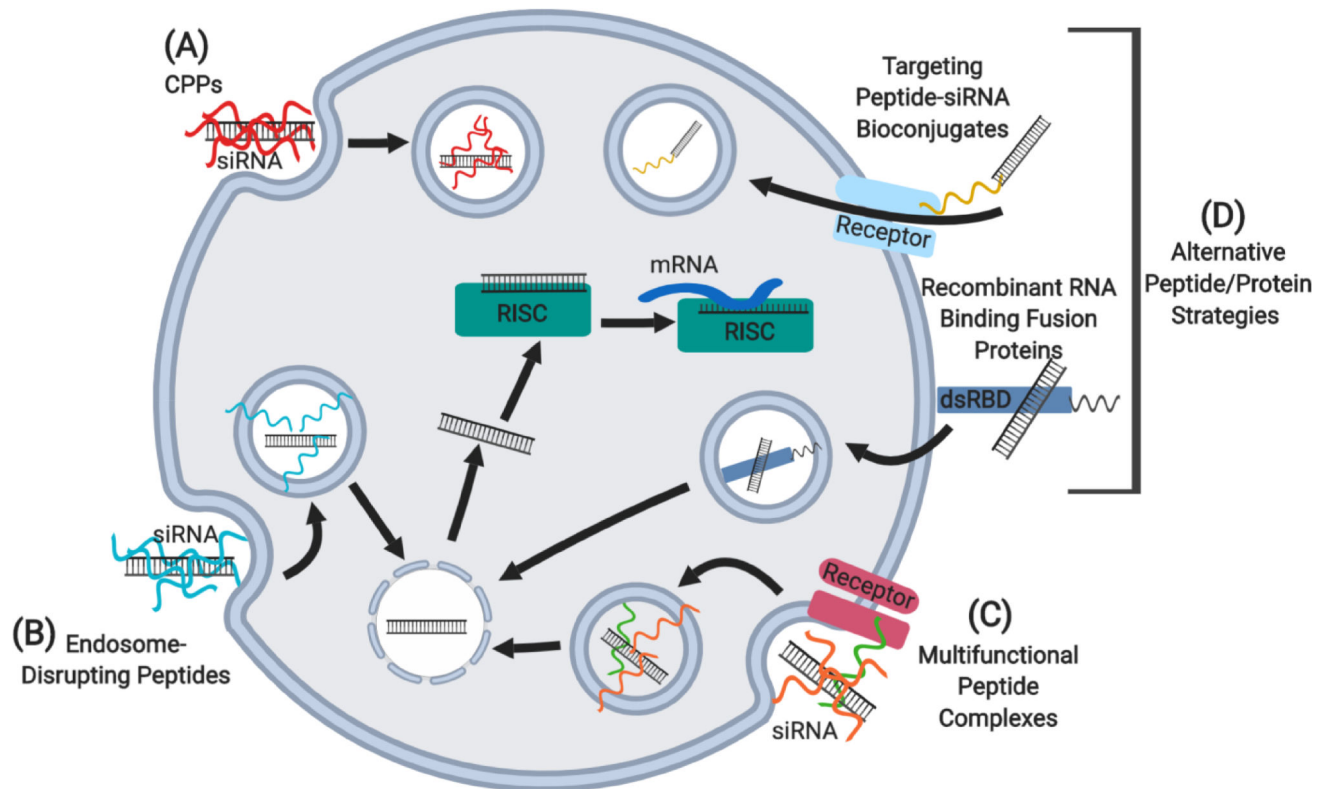 (A)
CPPs
siRNA
Targeting
Peptide-siRNA
Bioconjugates
Receptor
(D)
Alternative
Peptide/Protein
Strategies
mRNA
RISC
RISC
Recombinant RNA
Binding Fusion
Proteins
dsRBD
siRNA
(B)
Endosome-
Disrupting Peptides
Receptor
(C)
Multifunctional
Peptide
Complexes
siRNA